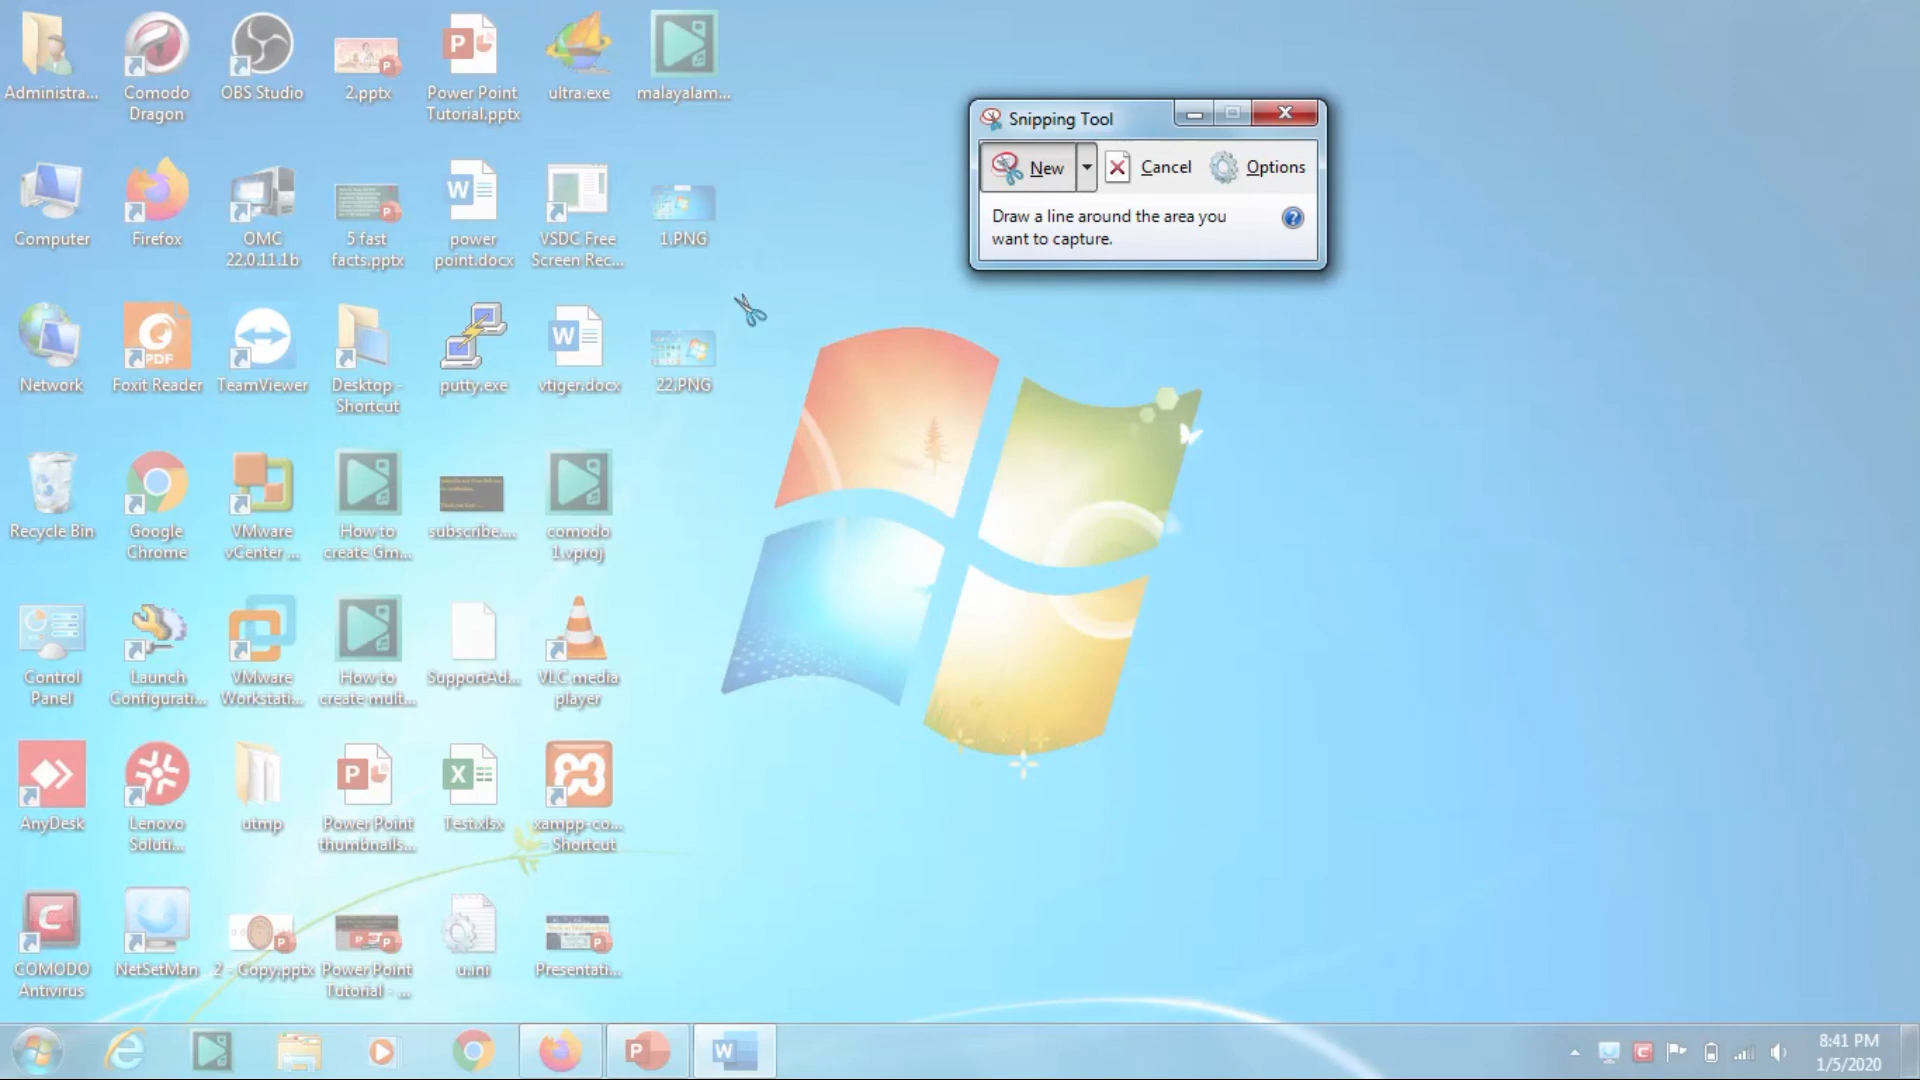 Administra...
Comodo
Dragon
OBS Studio
2.pptx
Power Point
Tutorial.pptx
ultra.exe
malayalam...
Snipping Tool
New
Cancel
Options
Draw a line around the area you
want to capture.
Computer
Firefox
OMC
22.0.11.1b
5 fast
facts.pptx
power
point.docx
VSDC Free
Screen Rec...
1.PNG
Network
Foxit Reader
TeamViewer
Desktop -
Shortcut
putty.exe
vtiger.docx
22.PNG
Recycle Bin
Google
Chrome
VMware
vCenter ...
How to
create Gm...
subscribe....
comodo
1.vproj
Control
Panel
Launch
Configurati...
VMware
Workstati...
How to
create mult...
SupportAd...
VLC media
player
AnyDesk
Lenovo
Soluti...
utmp
Power Point
thumbnails...
Test.xlsx
xampp-co...
- Shortcut
COMODO
Antivirus
NetSetMan
2 - Copy.pptx
Power Point
Tutorial - ...
u.ini
Presentati...
8:41 PM
1/5/2020